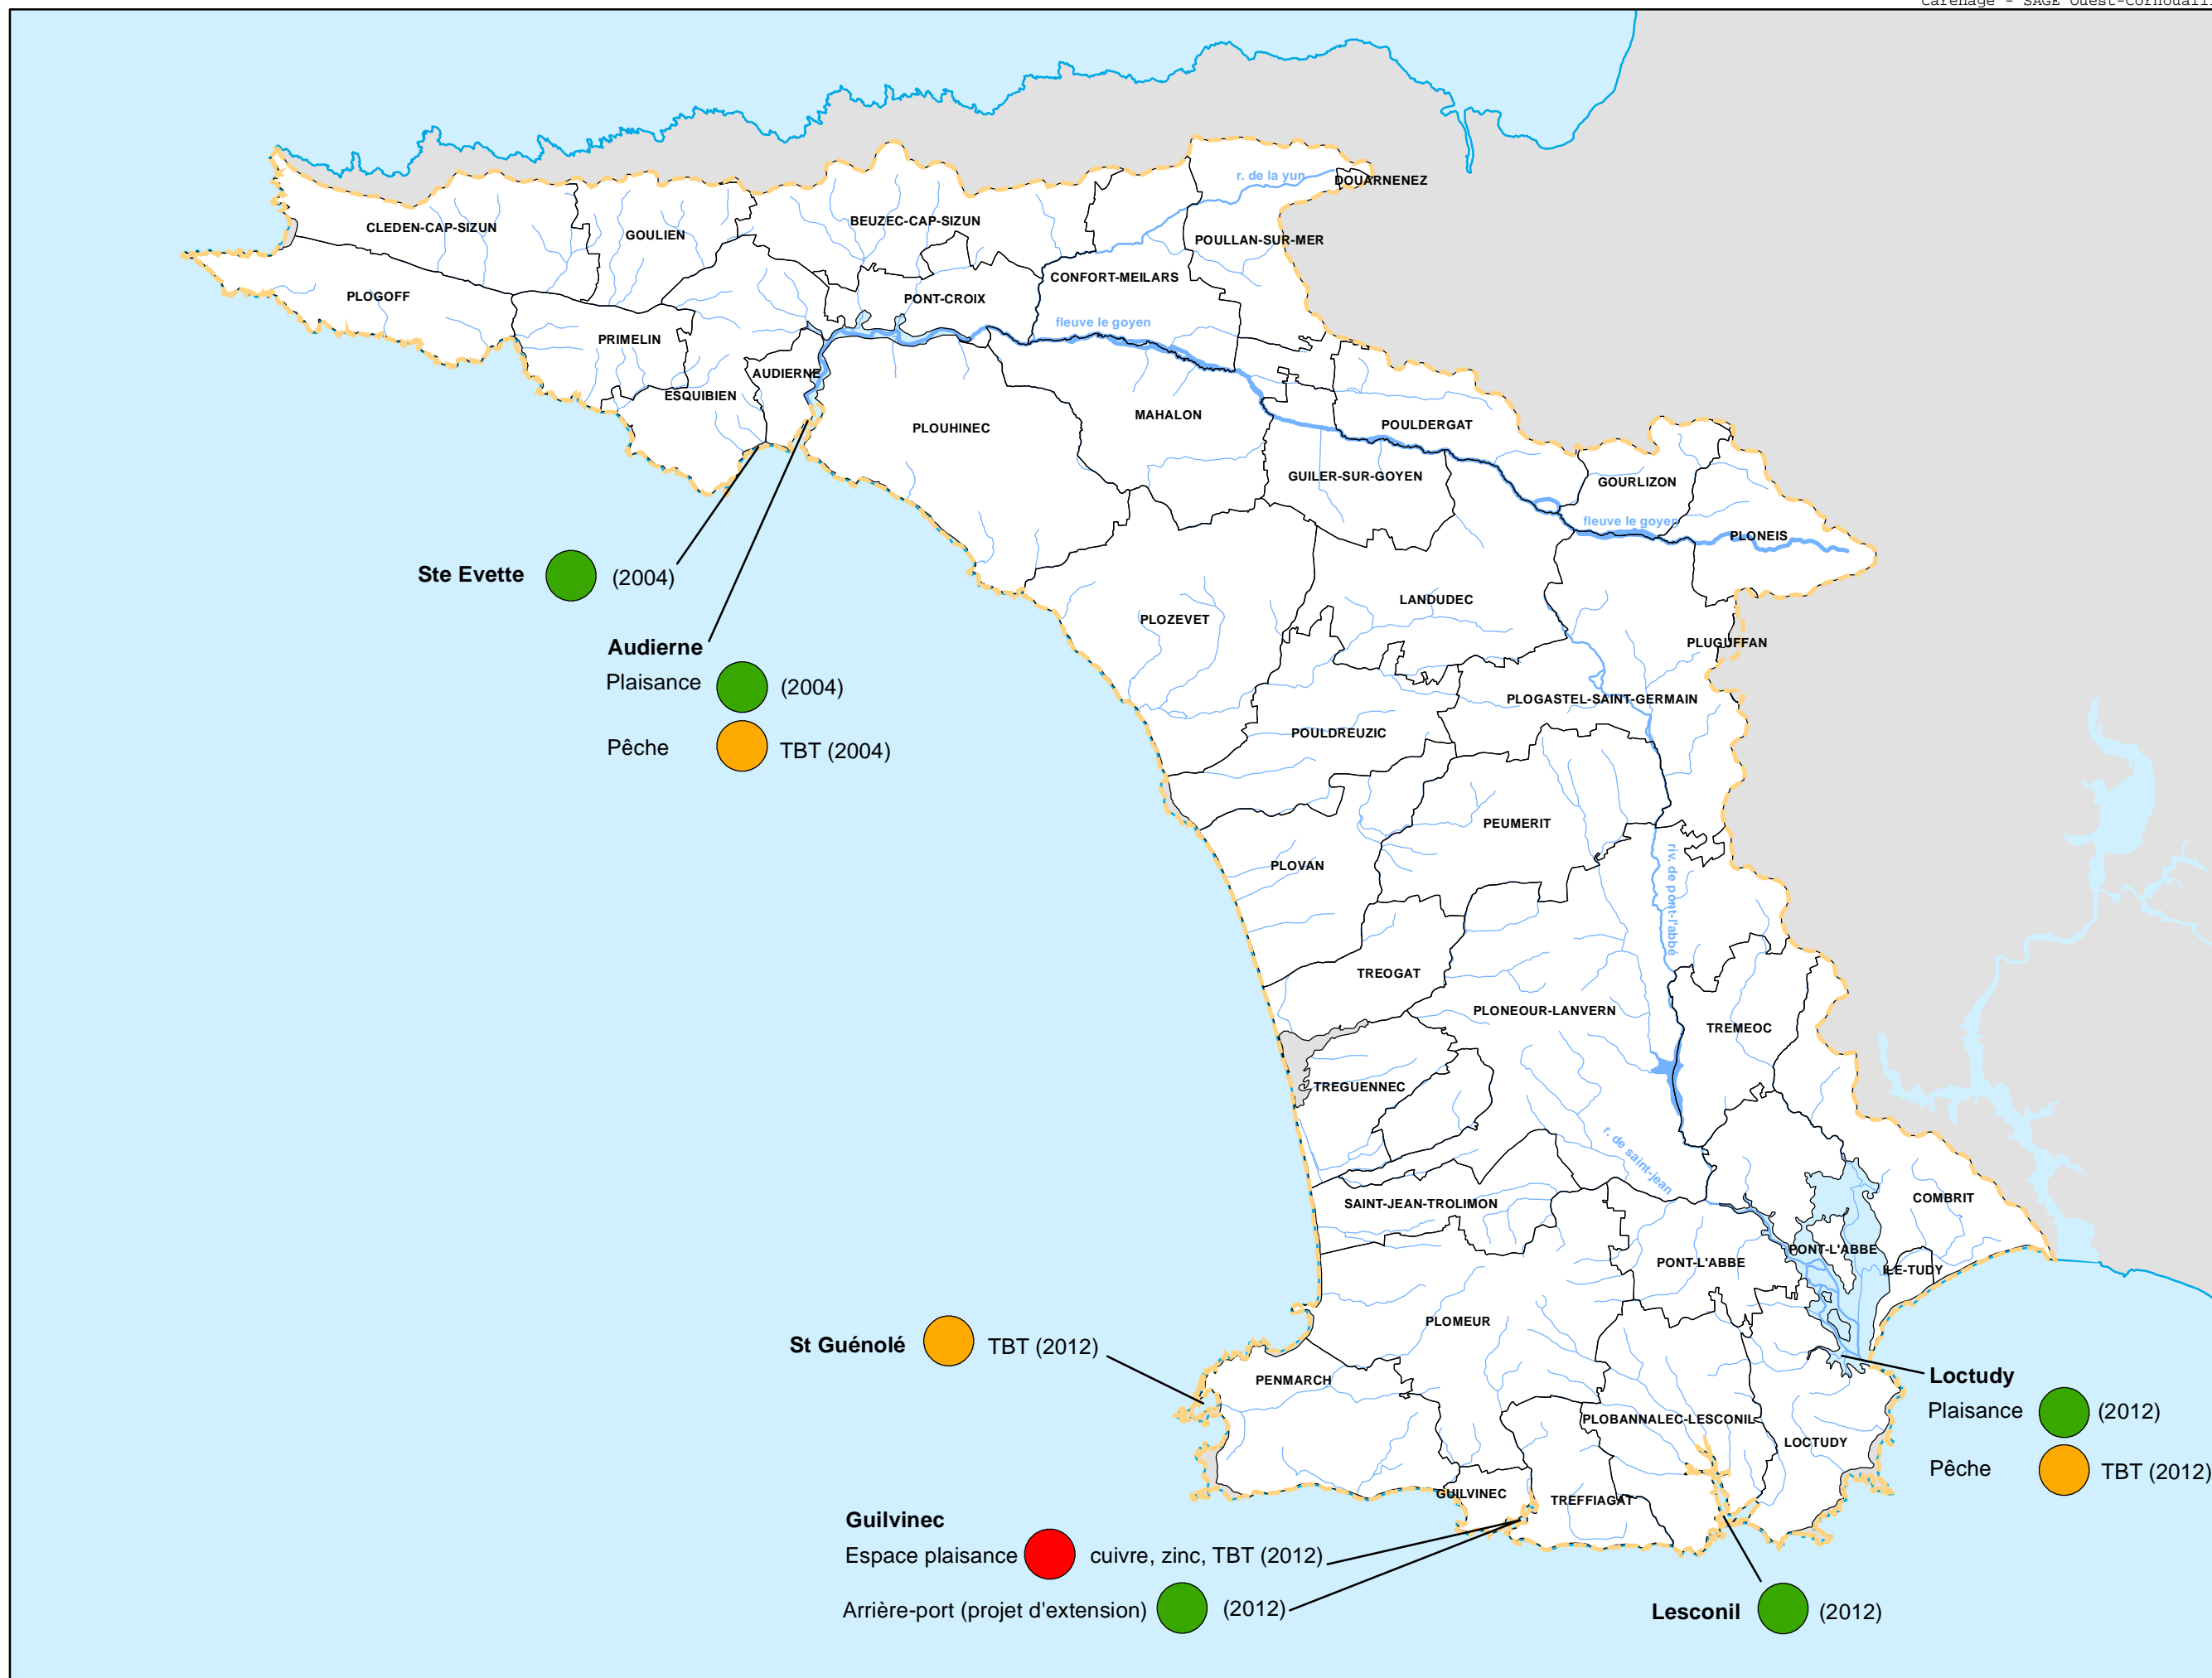 CLEDEN-CAP-SIZUN
GOULIEN
BEUZEC-CAP-SIZUN
r. de la yun
DOUARNENEZ
POULLAN-SUR-MER
PLOGOFF
PRIMELIN
PONT-CROIX
CONFORT-MEILARS
fleuve le goyen
ESQUIBIEN
AUDIERNE
PLOUHINEC
MAHALON
POULDERGAT
GUILER-SUR-GOYEN
GOURLIZON
fleuve le goyen
PLONEIS
Ste Evette (2004)
Audierne
Plaisance (2004)
Pêche TBT (2004)
PLOZEVET
LANDUDEC
PLUGUFFAN
PLOGASTEL-SAINT-GERMAIN
POULDREUZIC
PEUMERIT
PLOVAN
riv. de pont-l'abbé
TREOGAT
PLONEOUR-LANVERN
TREMEOC
TREGUENNEC
r. de saint-jean
SAINT-JEAN-TROLIMON
COMBRIT
PONT-L'ABBE
PONT-L'ABBE
ILE-TUDY
PLOMEUR
St Guénolé TBT (2012)
PENMARCH
PLOBANNALEC-LESCONIL
LOCTUDY
Loctudy
Plaisance (2012)
Pêche TBT (2012)
GUILVINEC
TREFFIAGAT
Guilvinec
Espace plaisance cuivre, zinc, TBT (2012)
Arrière-port (projet d'extension) (2012)
Lesconil (2012)